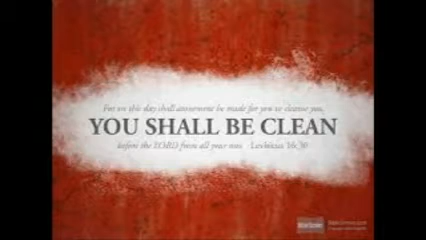 For on this day shall atonement be made for you to cleanse you,
YOU SHALL BE CLEAN
before the LORD from all your sins. Leviticus 16:30